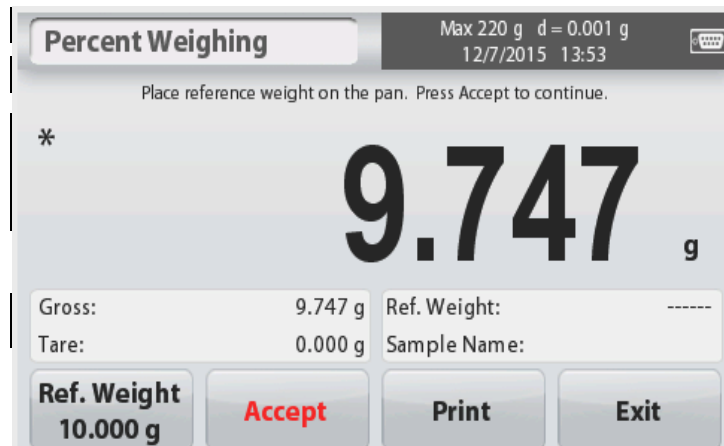 Percent Weighing
Max 220 g d = 0.001 g
12/7/2015 13:53
Place reference weight on the pan. Press Accept to continue.
*
9.747 g
Gross: 9.747 g
Ref. Weight: ------
Tare: 0.000 g
Sample Name:
Ref. Weight
10.000 g
Accept
Print
Exit